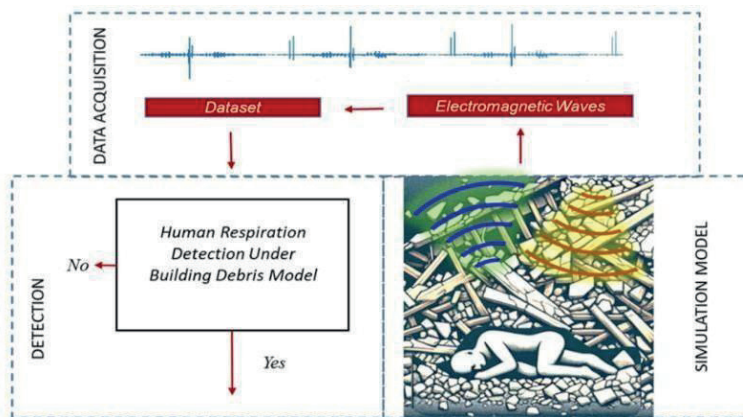 DATA ACQUISITION
Dataset
Electromagnetic Waves
DETECTION
Human Respiration
Detection Under
Building Debris Model
No
Yes
SIMULATION MODEL